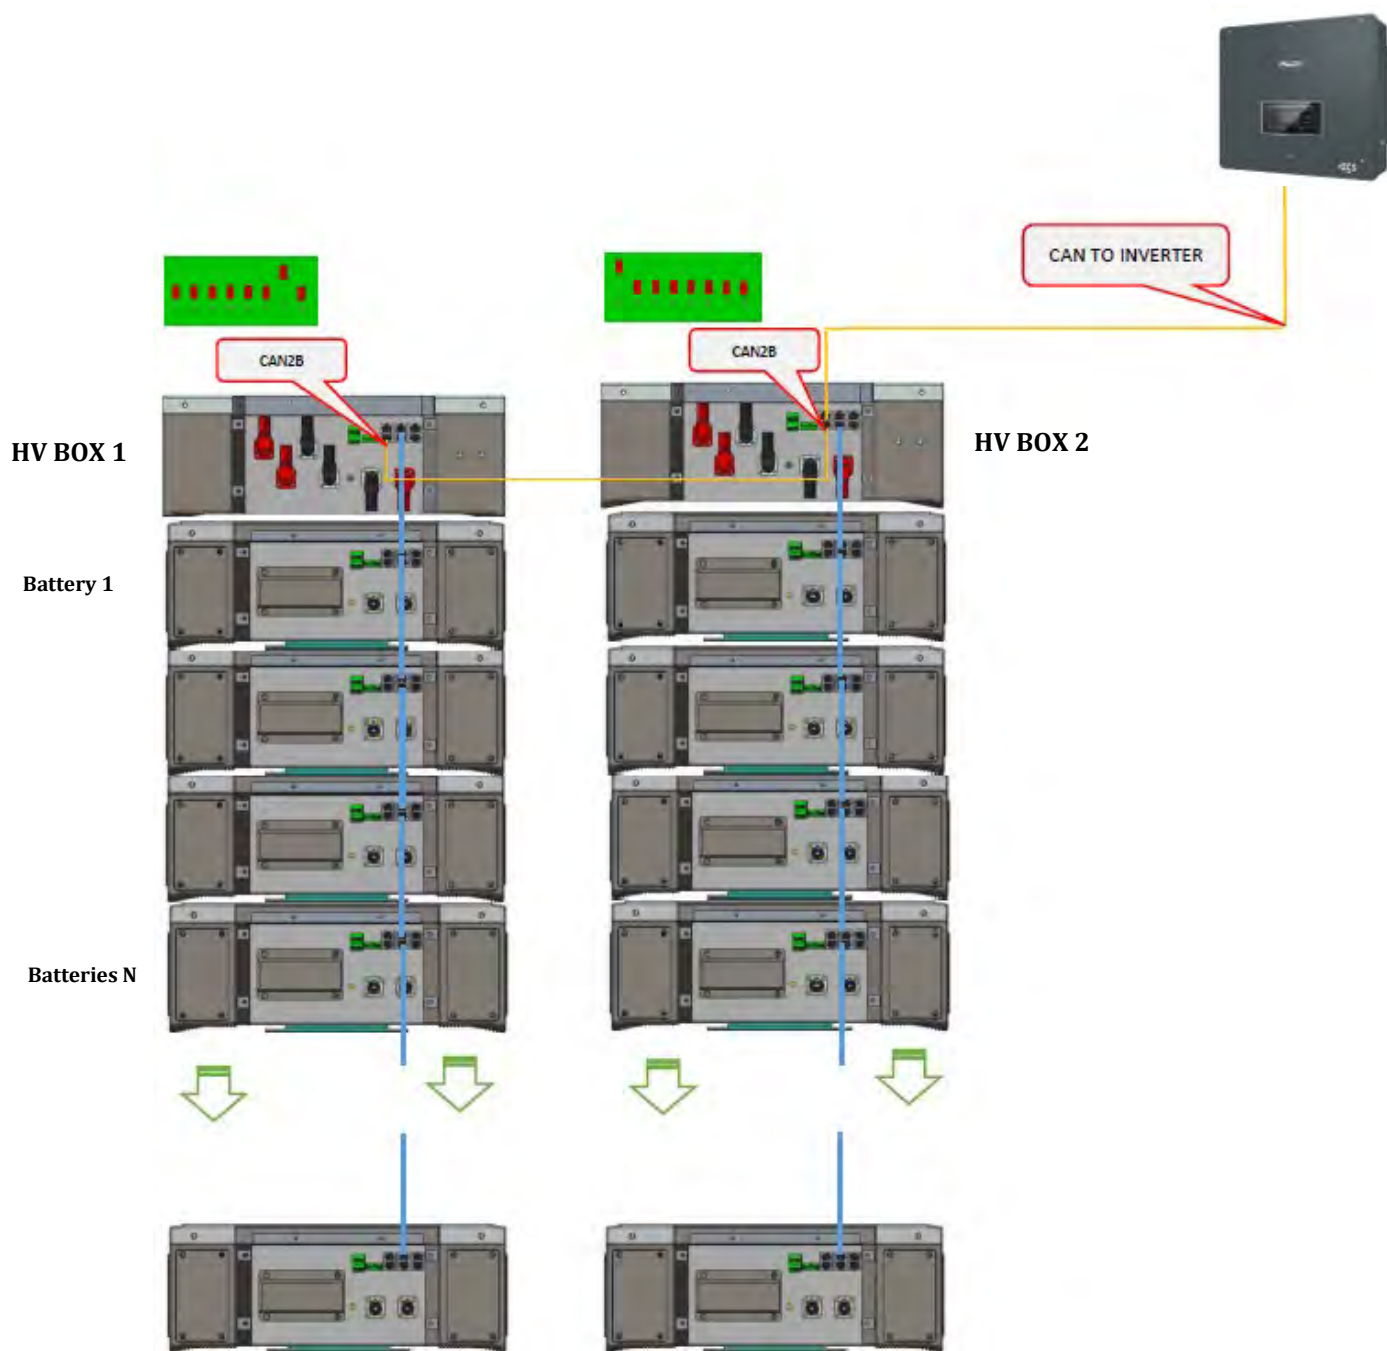 CAN TO INVERTER
CAN2B
CAN2B
HV BOX 1
HV BOX 2
Battery 1
Batteries N